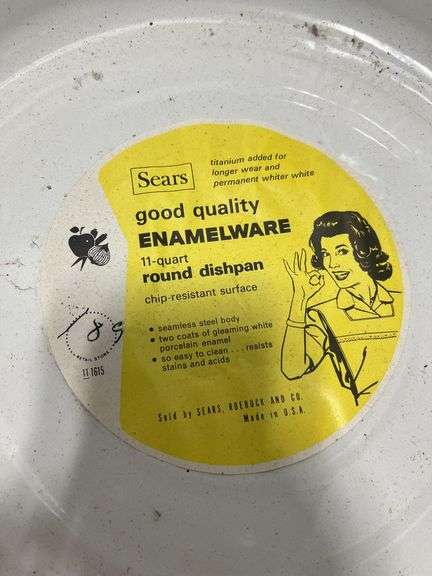 Sears
titanium added for
longer wear and
permanent whiter white
good quality
ENAMELWARE
11-quart
round dishpan
chip-resistant surface
• seamless steel body
• two coats of gleaming white
porcelain enamel
• so easy to clean . . . resists
stains and acids
Sold by SEARS, ROEBUCK AND CO.
Made in U.S.A.
RETAIL STORE
11 1615